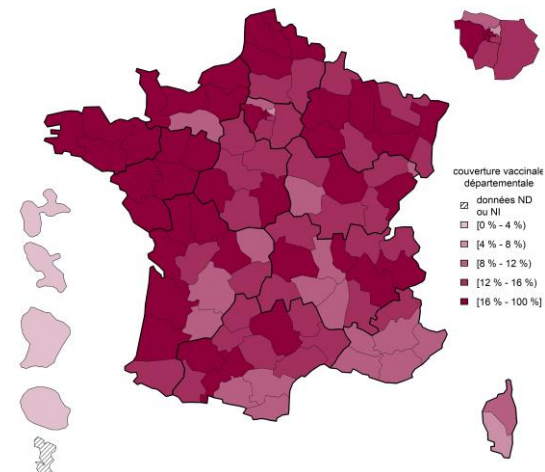 couverture vaccinale
départementale
données ND
ou NI
[0 % - 4 %)
[4 % - 8 %)
[8 % - 12 %)
[12 % - 16 %)
[16 % - 100 %]